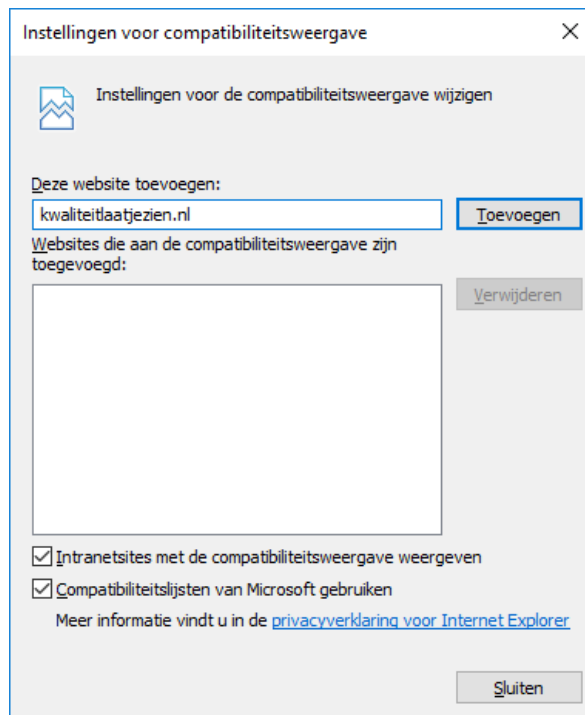 Instellingen voor compatibiliteitsweergave
Instellingen voor de compatibiliteitsweergave wijzigen
Deze website toevoegen:
kwaliteitlaatjezien.nl
Toevoegen
Websites die aan de compatibiliteitsweergave zijn
toegevoegd:
Verwijderen
Intranetsites met de compatibiliteitsweergave weergeven
Compatibiliteitslijsten van Microsoft gebruiken
Meer informatie vindt u in de privacyverklaring voor Internet Explorer
Sluiten